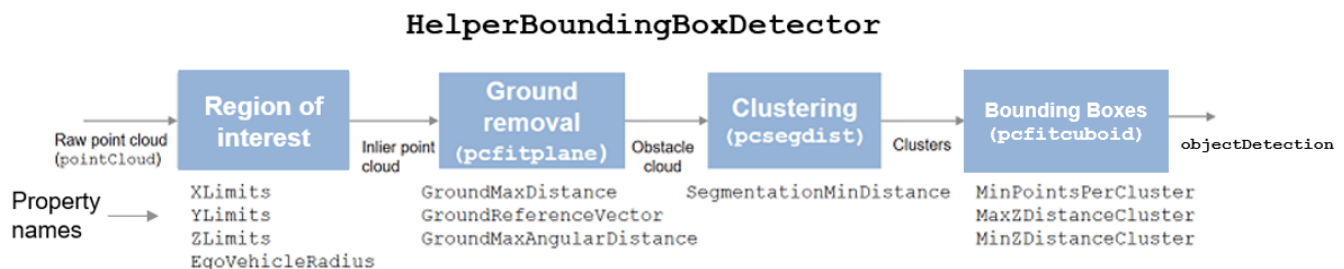 HelperBoundingBoxDetector
Raw point cloud
(pointCloud)
Region of
interest
Inlier point
cloud
Ground
removal
(pcfitplane)
Obstacle
cloud
Clustering
(pcsegdist)
Clusters
Bounding Boxes
(pcfitcuboid)
objectDetection
Property
names
XLimits
YLimits
ZLimits
EgoVehicleRadius
GroundMaxDistance
GroundReferenceVector
GroundMaxAngularDistance
SegmentationMinDistance
MinPointsPerCluster
MaxZDistanceCluster
MinZDistanceCluster